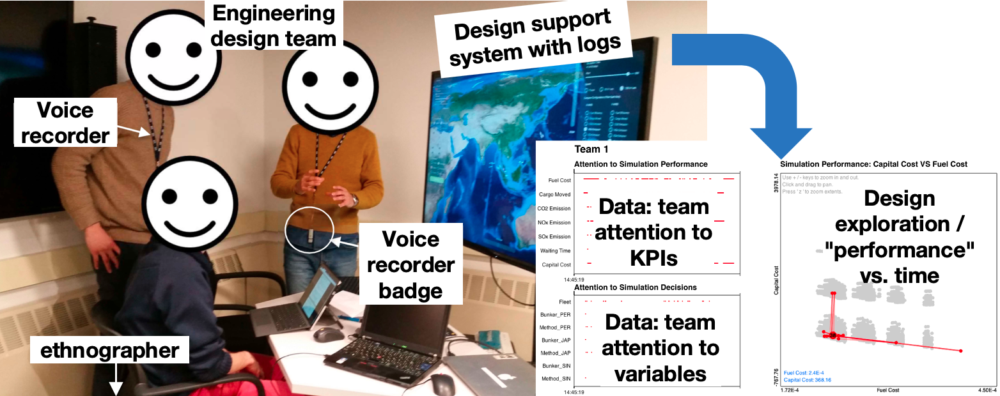 Engineering
design team
Design support
system with logs
Voice
recorder
Voice
recorder
badge
ethnographer
Team 1
Attention to Simulation Performance
Fuel Cost
Cargo Moved
CO2 Emission
NOx Emission
SOx Emission
Waiting Time
Capital Cost
14:45:19
Data: team
attention to
KPIs
Attention to Simulation Decisions
Fleet
Bunker_PER
Method_PER
Bunker_JAP
Method_JAP
Bunker_SIN
Method_SIN
14:45:19
Data: team
attention to
variables
Simulation Performance: Capital Cost VS Fuel Cost
Use + / - keys to zoom in and out.
Click and drag to pan.
Press ' z ' to zoom extents.
Design
exploration /
"performance"
vs. time
3978.14
Capital Cost
-767.76
Fuel Cost: 2.4E-4
Capital Cost: 368.16
1.72E-4
Fuel Cost
4.50E-4